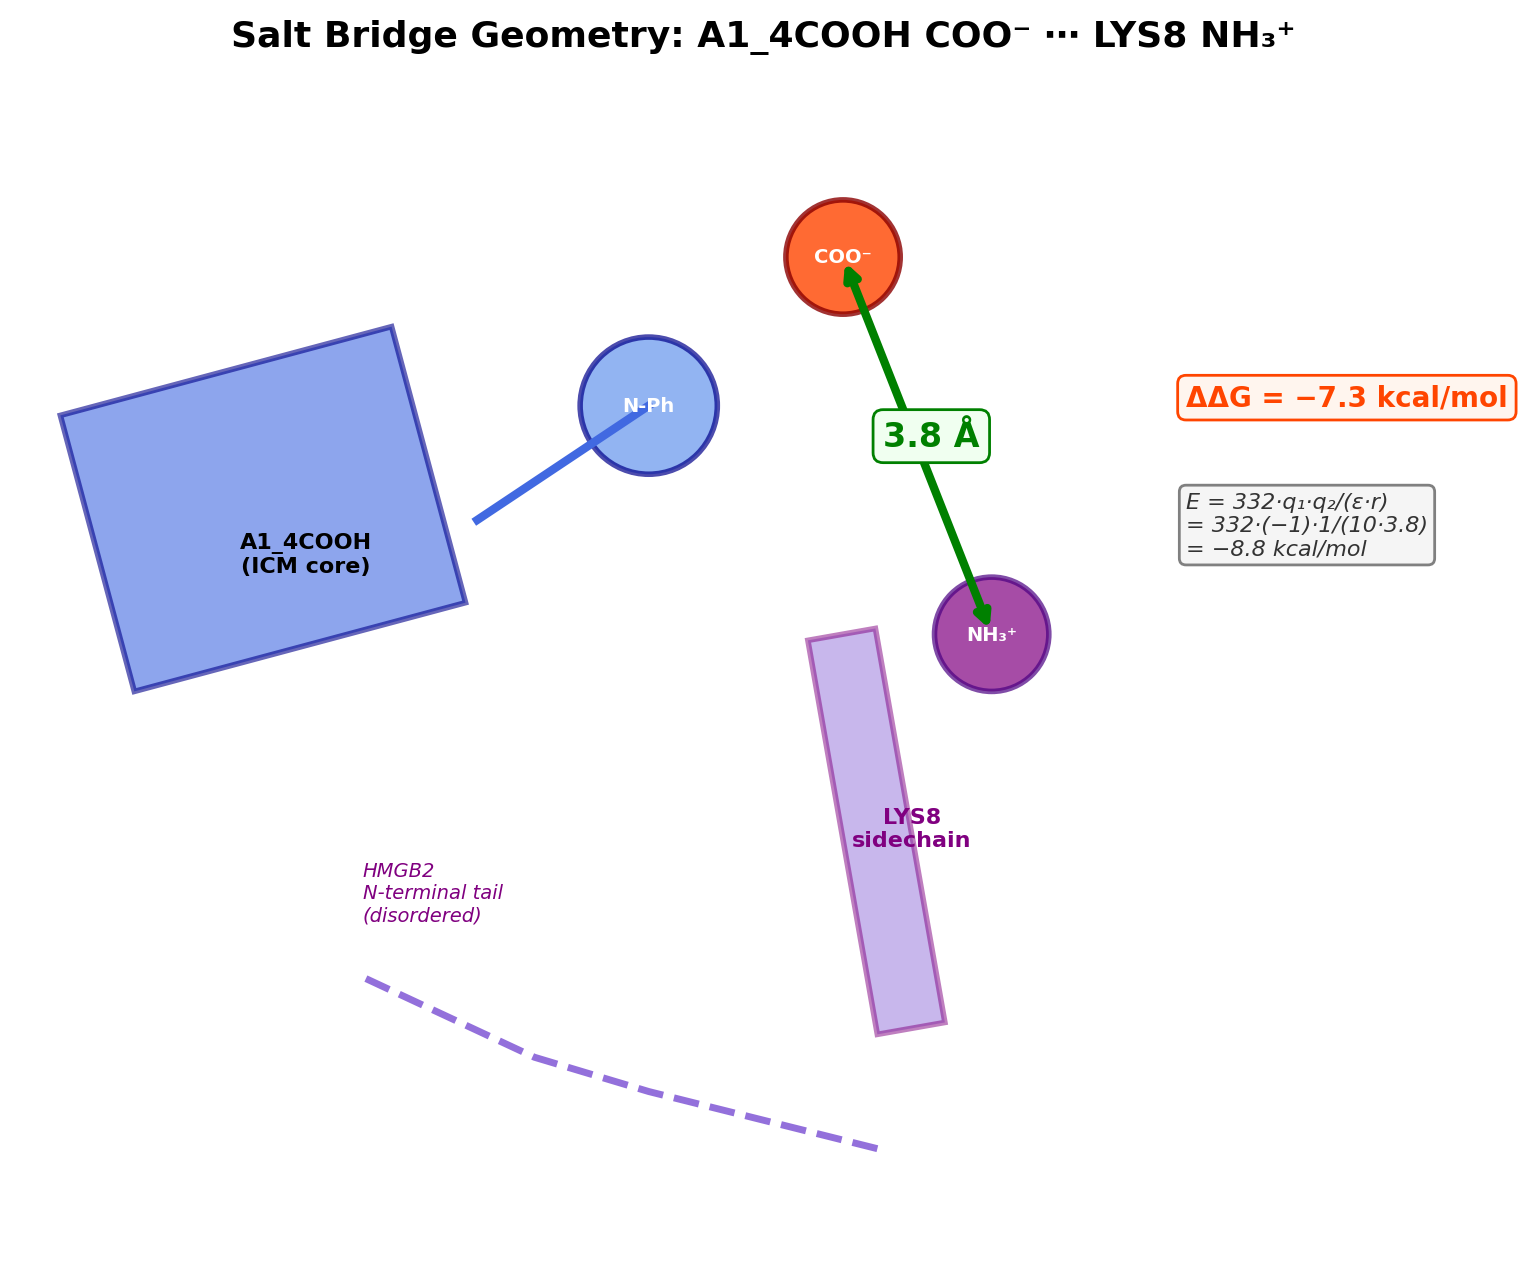 Salt Bridge Geometry: A1_4COOH COO⁻ ··· LYS8 NH₃⁺
COO⁻
N-Ph
ΔΔG = −7.3 kcal/mol
3.8 Å
E = 332·q₁·q₂/(ε·r)
= 332·(−1)·1/(10·3.8)
= −8.8 kcal/mol
A1_4COOH
(ICM core)
NH₃⁺
LYS8
sidechain
HMGB2
N-terminal tail
(disordered)